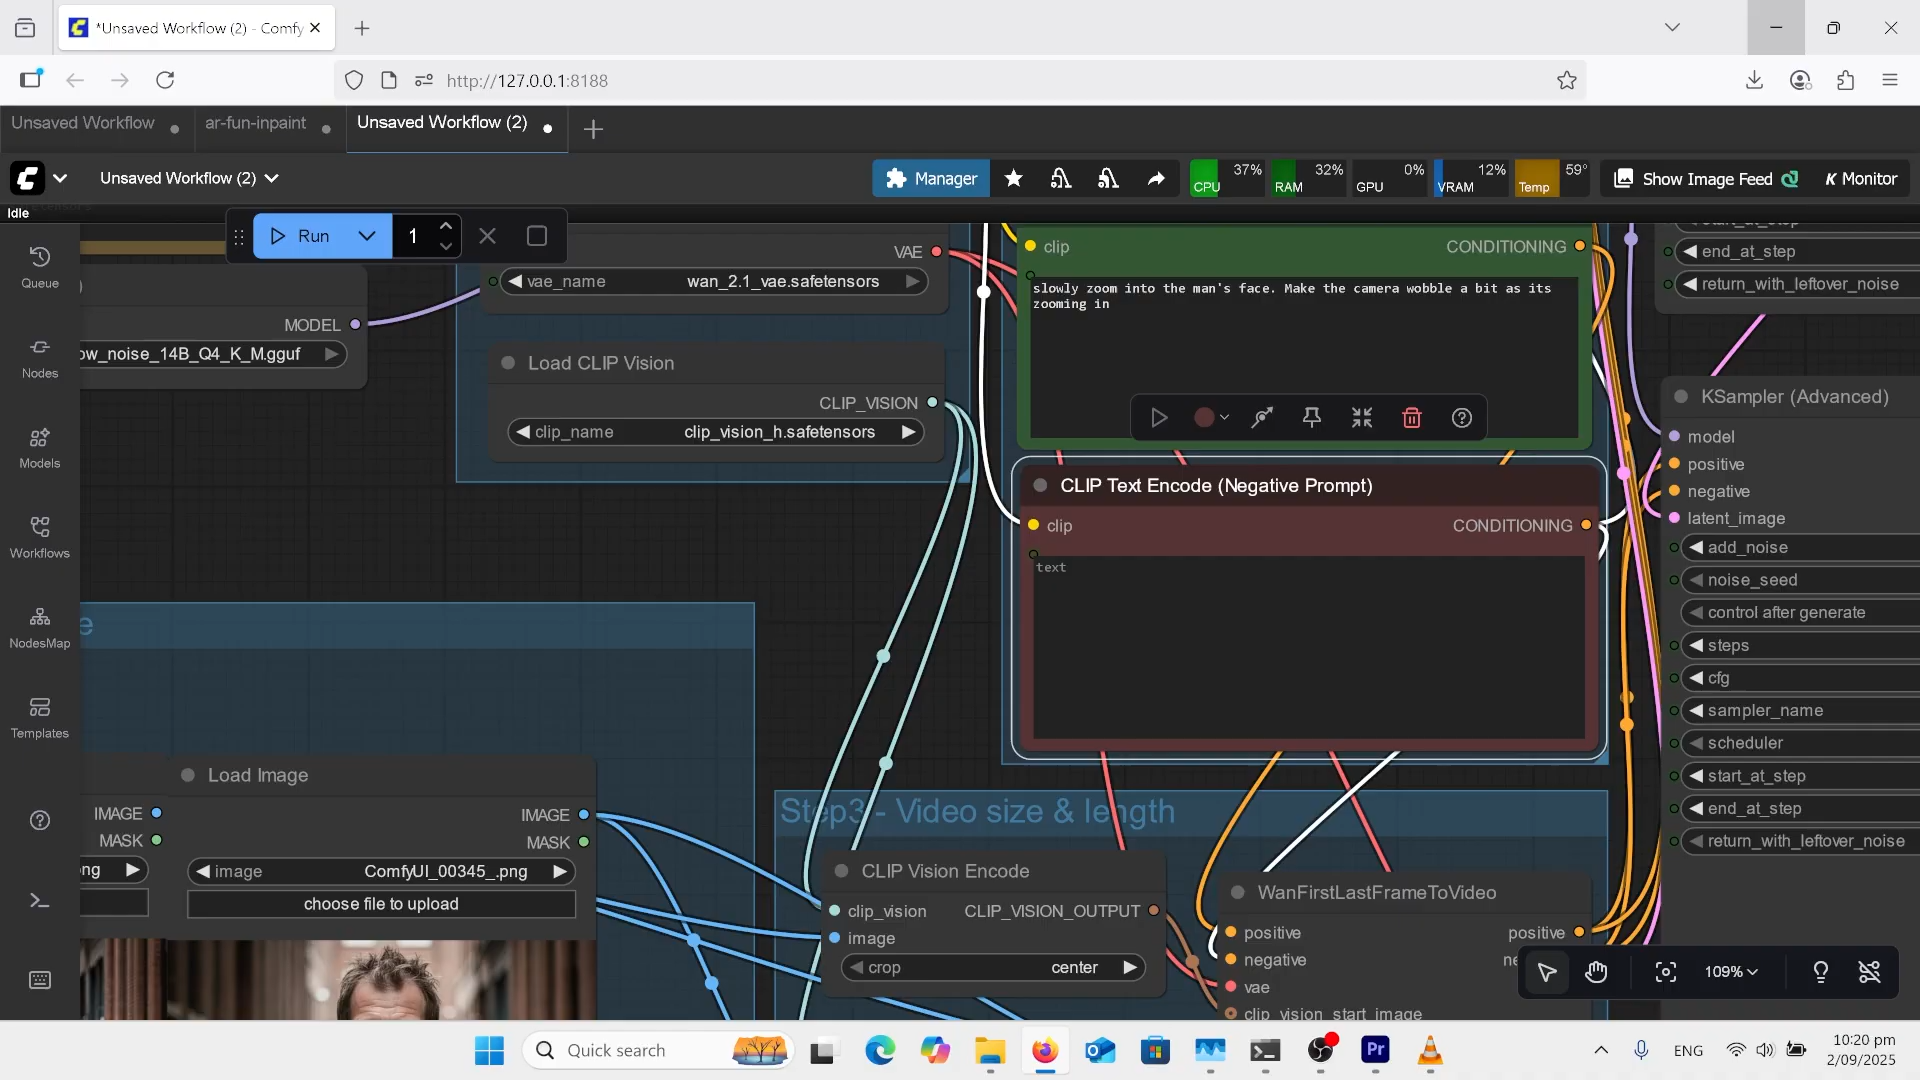 *Unsaved Workflow (2) - Comfy
http://127.0.0.1:8188
Unsaved Workflow
ar-fun-inpaint
Unsaved Workflow (2)
Unsaved Workflow (2)
Manager
CPU 37%
RAM 32%
GPU 0%
VRAM 12%
Temp 59°
Show Image Feed
K Monitor
Idle
Run
1
Queue
Nodes
Models
Workflows
NodesMap
Templates
MODEL
ow_noise_14B_Q4_K_M.gguf
VAE
vae_name wan_2.1_vae.safetensors
Load CLIP Vision
CLIP_VISION
clip_name clip_vision_h.safetensors
clip CONDITIONING
slowly zoom into the man's face. Make the camera wobble a bit as its
zooming in
CLIP Text Encode (Negative Prompt)
clip CONDITIONING
text
end_at_step
return_with_leftover_noise
KSampler (Advanced)
model
positive
negative
latent_image
add_noise
noise_seed
control after generate
steps
cfg
sampler_name
scheduler
start_at_step
end_at_step
return_with_leftover_noise
e
IMAGE
MASK
ng
Load Image
IMAGE
MASK
image ComfyUI_00345_.png
choose file to upload
Step3 - Video size & length
CLIP Vision Encode
clip_vision CLIP_VISION_OUTPUT
image
crop center
WanFirstLastFrameToVideo
positive positive
negative ne
vae
clip_vision_start_image
109%
Quick search
Pr
ENG
10:20 pm
2/09/2025